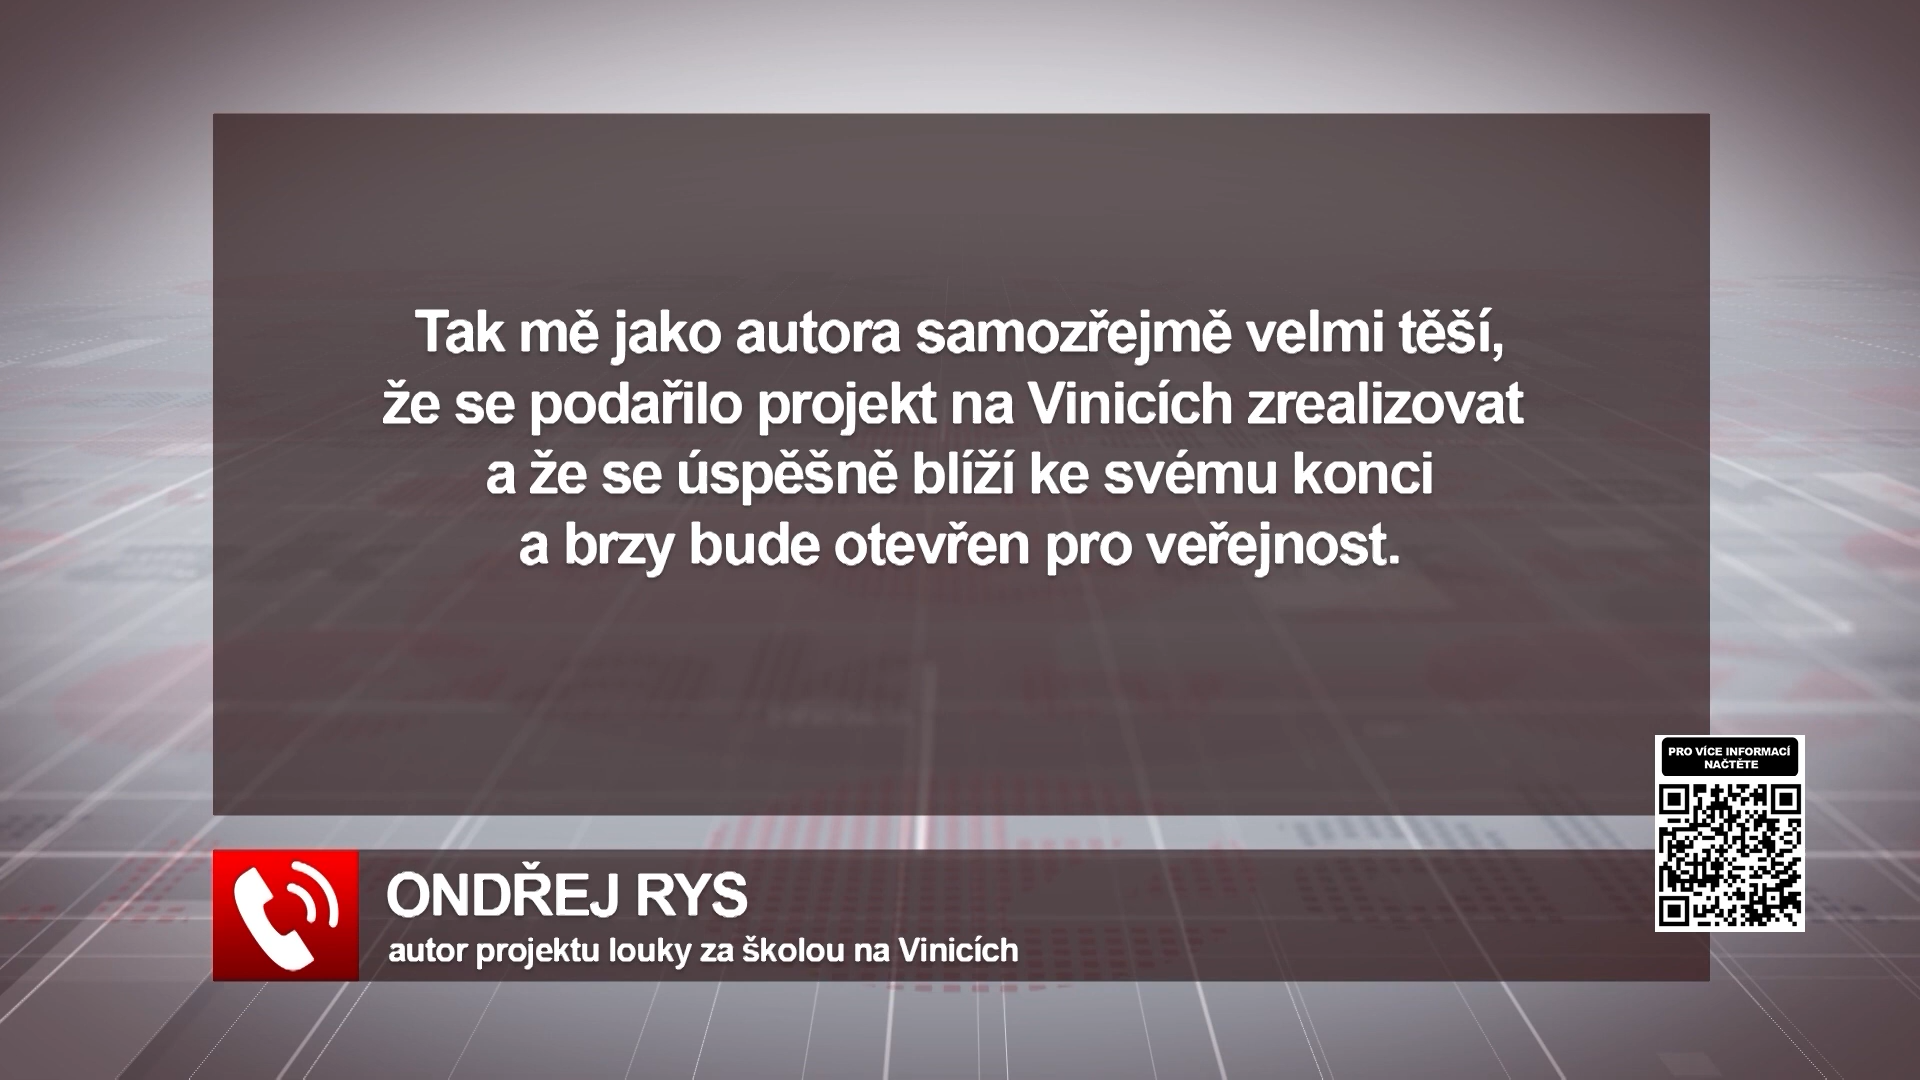 Tak mě jako autora samozřejmě velmi těší,
že se podařilo projekt na Vinicích zrealizovat
a že se úspěšně blíží ke svému konci
a brzy bude otevřen pro veřejnost.
PRO VÍCE INFORMACÍ
NAČTĚTE
ONDŘEJ RYS
autor projektu louky za školou na Vinicích